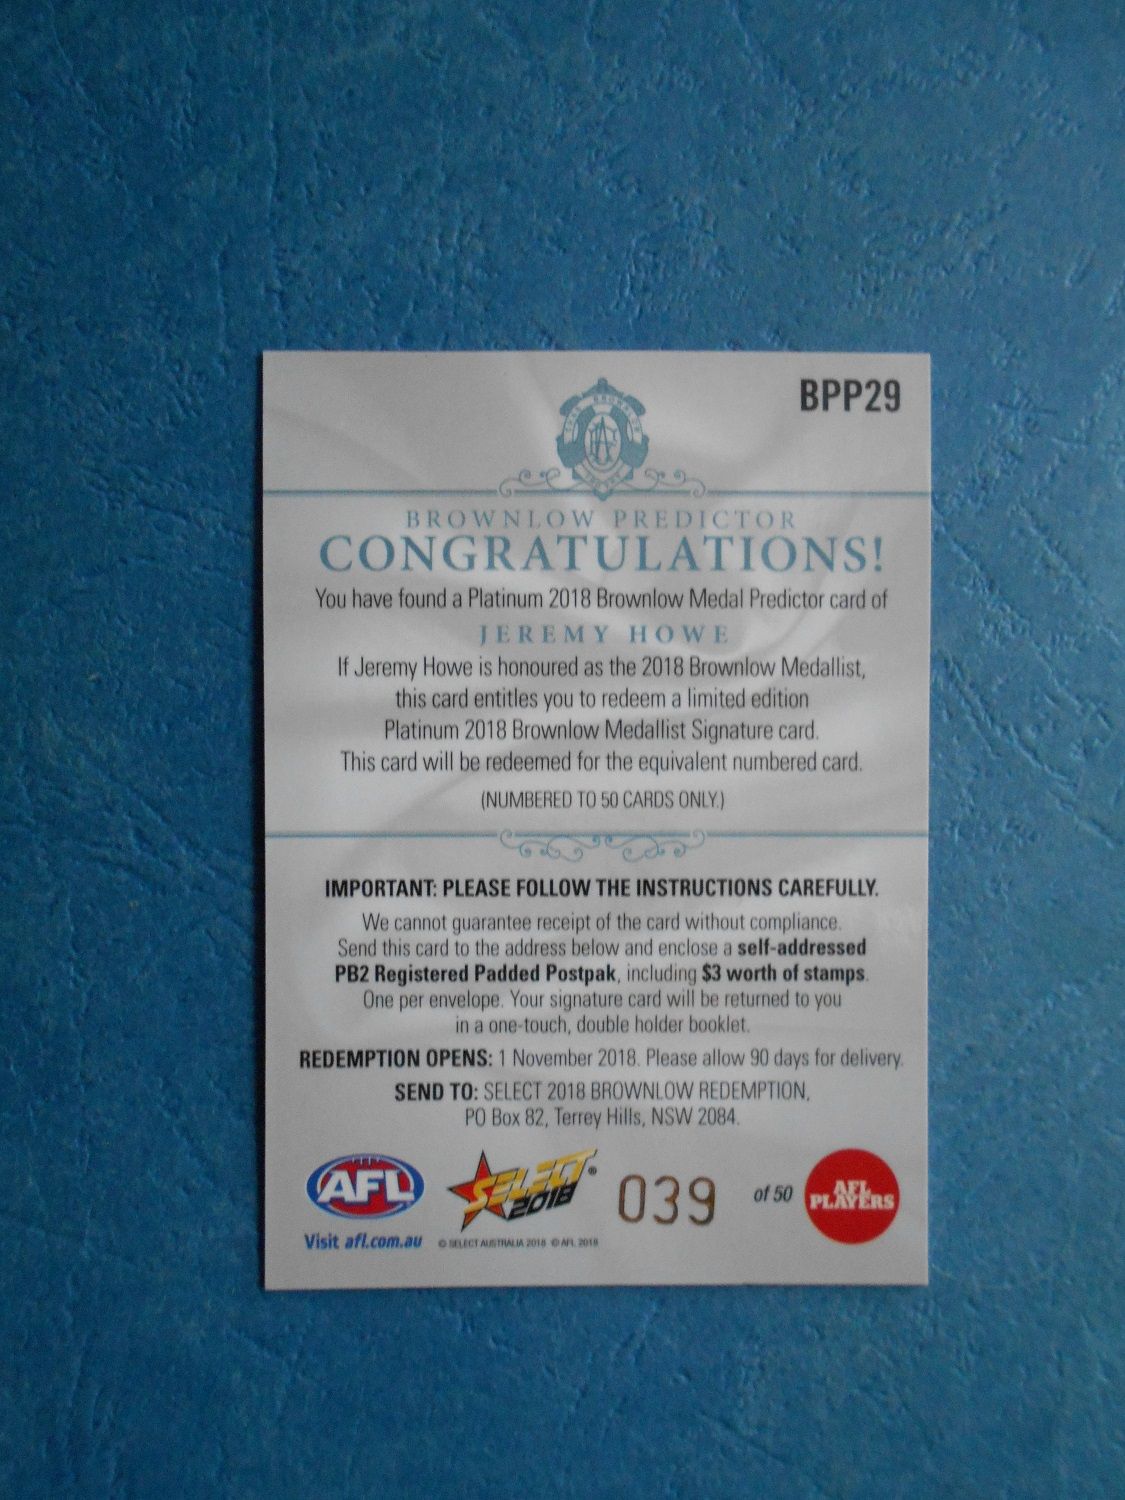 BPP29
BROWNLOW PREDICTOR
CONGRATULATIONS!
You have found a Platinum 2018 Brownlow Medal Predictor card of
JEREMY HOWE
If Jeremy Howe is honoured as the 2018 Brownlow Medallist,
this card entitles you to redeem a limited edition
Platinum 2018 Brownlow Medallist Signature card.
This card will be redeemed for the equivalent numbered card.
(NUMBERED TO 50 CARDS ONLY.)
IMPORTANT: PLEASE FOLLOW THE INSTRUCTIONS CAREFULLY.
We cannot guarantee receipt of the card without compliance.
Send this card to the address below and enclose a self-addressed
PB2 Registered Padded Postpak, including $3 worth of stamps.
One per envelope. Your signature card will be returned to you
in a one-touch, double holder booklet.
REDEMPTION OPENS: 1 November 2018. Please allow 90 days for delivery.
SEND TO: SELECT 2018 BROWNLOW REDEMPTION,
PO Box 82, Terrey Hills, NSW 2084.
AFL
SELECT®
2018
039
of 50
AFL
PLAYERS
Visit afl.com.au
© SELECT AUSTRALIA 2018 © AFL 2018